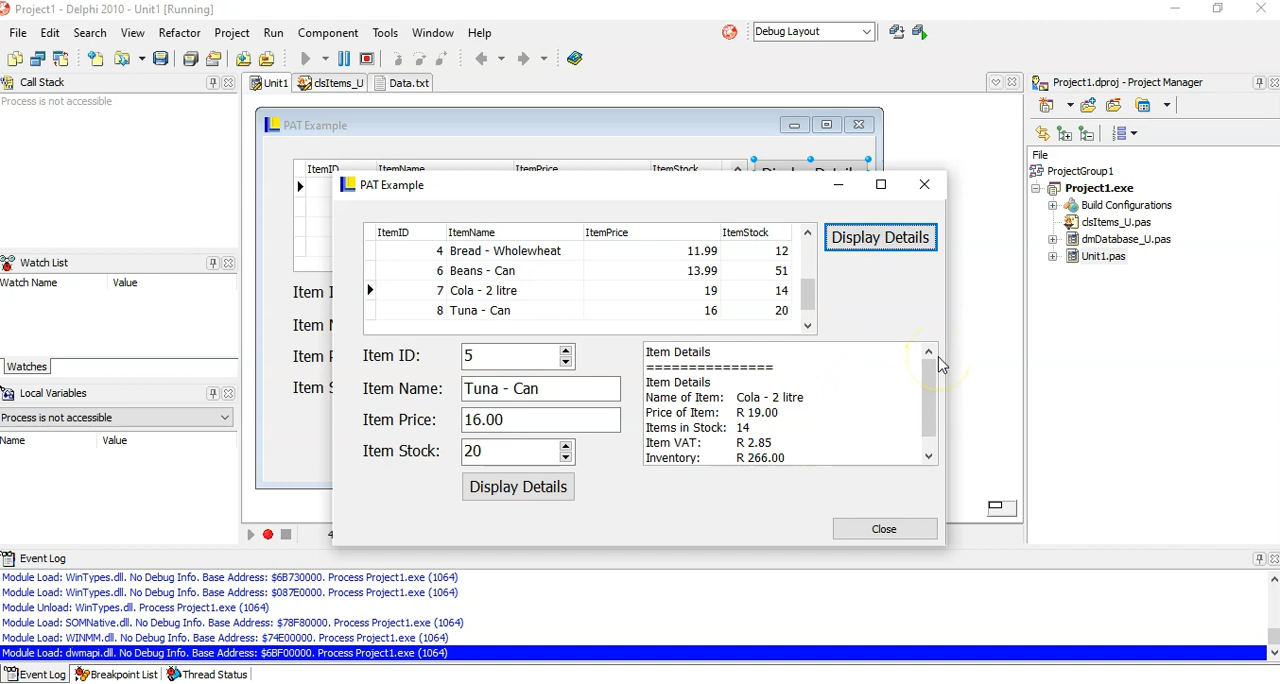 Project1 - Delphi 2010 - Unit1 [Running]
File Edit Search View Refactor Project Run Component Tools Window Help
Debug Layout
Call Stack
Process is not accessible
Unit1 clsItems_U Data.txt
Project1.dproj - Project Manager
File
ProjectGroup1
Project1.exe
Build Configurations
clsItems_U.pas
dmDatabase_U.pas
Unit1.pas
PAT Example
ItemID ItemName ItemPrice ItemStock
Item I
Item N
Item P
Item S
PAT Example
ItemID ItemName ItemPrice ItemStock
4 Bread - Wholewheat 11.99 12
6 Beans - Can 13.99 51
7 Cola - 2 litre 19 14
8 Tuna - Can 16 20
Display Details
Item ID: 5
Item Name: Tuna - Can
Item Price: 16.00
Item Stock: 20
Display Details
Item Details
================
Item Details
Name of Item: Cola - 2 litre
Price of Item: R 19.00
Items in Stock: 14
Item VAT: R 2.85
Inventory: R 266.00
Close
Watch List
Watch Name Value
Watches
Local Variables
Process is not accessible
Name Value
Event Log
Module Load: WinTypes.dll. No Debug Info. Base Address: $6B730000. Process Project1.exe (1064)
Module Load: WinTypes.dll. No Debug Info. Base Address: $087E0000. Process Project1.exe (1064)
Module Unload: WinTypes.dll. Process Project1.exe (1064)
Module Load: SOMNative.dll. No Debug Info. Base Address: $78F80000. Process Project1.exe (1064)
Module Load: WINMM.dll. No Debug Info. Base Address: $74E00000. Process Project1.exe (1064)
Module Load: dwmapi.dll. No Debug Info. Base Address: $6BF00000. Process Project1.exe (1064)
Event Log Breakpoint List Thread Status